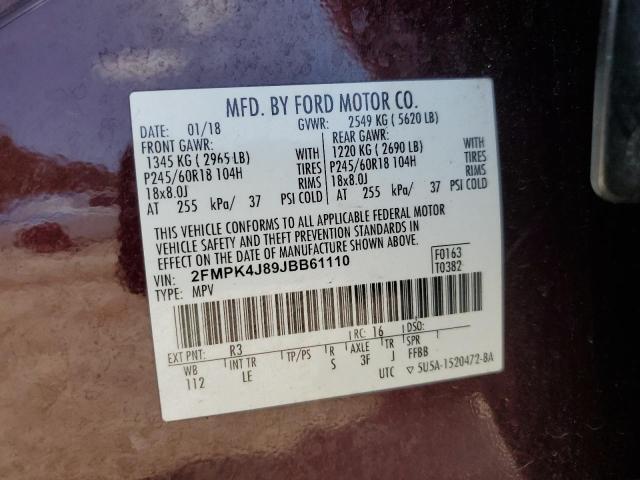 MFD. BY FORD MOTOR CO.
DATE: 01/18 GVWR: 2549 KG ( 5620 LB)
FRONT GAWR: REAR GAWR:
1345 KG ( 2965 LB) WITH 1220 KG ( 2690 LB) WITH
P245/60R18 104H TIRES P245/60R18 104H TIRES
18x8.0J RIMS 18x8.0J RIMS
AT 255 kPa/ 37 PSI COLD AT 255 kPa/ 37 PSI COLD
THIS VEHICLE CONFORMS TO ALL APPLICABLE FEDERAL MOTOR
VEHICLE SAFETY AND THEFT PREVENTION STANDARDS IN
EFFECT ON THE DATE OF MANUFACTURE SHOWN ABOVE.
VIN: 2FMPK4J89JBB61110 F0163
TYPE: MPV T0382
EXT PNT: R3 RC: 16 DSO:
WB INT TR TP/PS R AXLE TR SPR
112 LE S 3F J FFBB
UTC ▽ 5U5A-1520472-BA